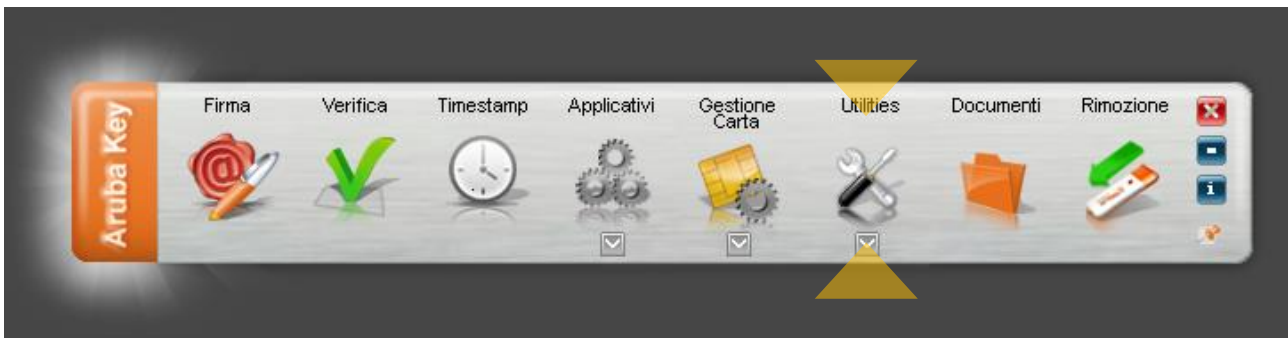 Aruba Key
Firma
Verifica
Timestamp
Applicativi
Gestione
Carta
Utilities
Documenti
Rimozione